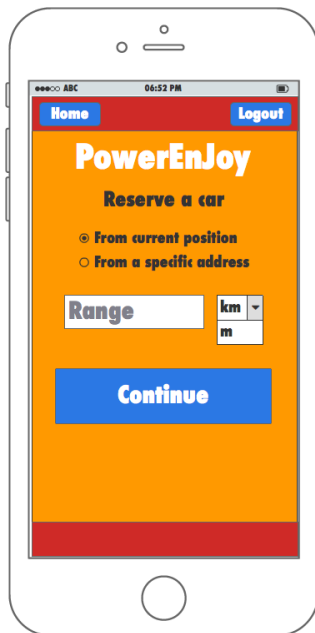 ABC 06:52 PM
Home Logout
PowerEnJoy
Reserve a car
From current position
From a specific address
Range km
m
Continue